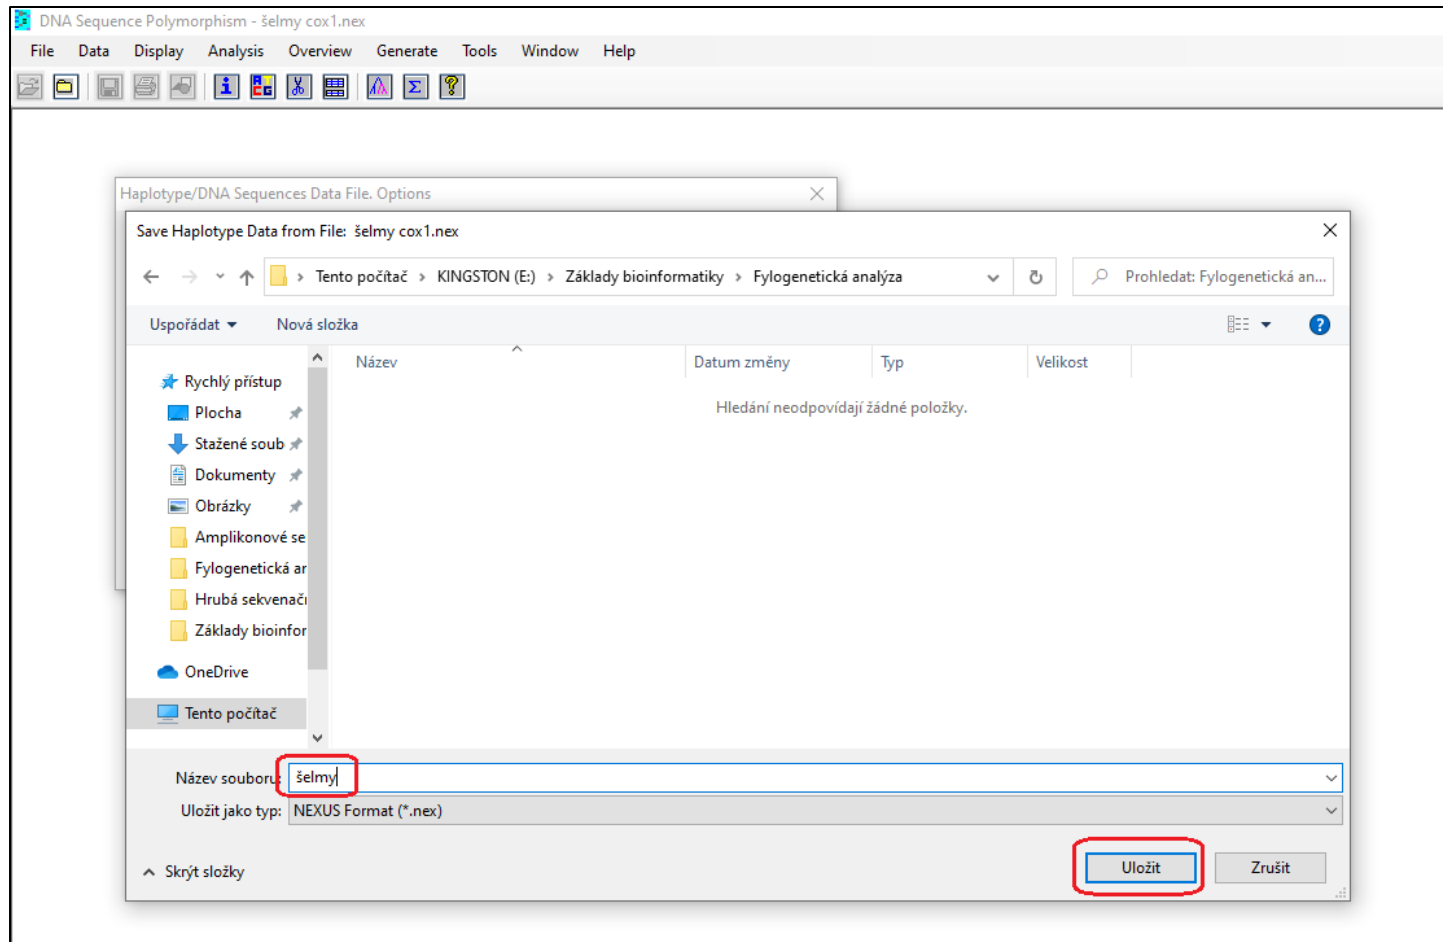 DNA Sequence Polymorphism - šelmy cox1.nex
File Data Display Analysis Overview Generate Tools Window Help
Haplotype/DNA Sequences Data File. Options
Save Haplotype Data from File: šelmy cox1.nex
Tento počítač › KINGSTON (E:) › Základy bioinformatiky › Fylogenetická analýza
Prohledat: Fylogenetická an...
Uspořádat Nová složka
Název Datum změny Typ Velikost
Hledání neodpovídají žádné položky.
Rychlý přístup
Plocha
Stažené soub
Dokumenty
Obrázky
Amplikonové se
Fylogenetická ar
Hrubá sekvenačı
Základy bioinfor
OneDrive
Tento počítač
Název souboru: šelmy
Uložit jako typ: NEXUS Format (*.nex)
Skrýt složky
Uložit Zrušit